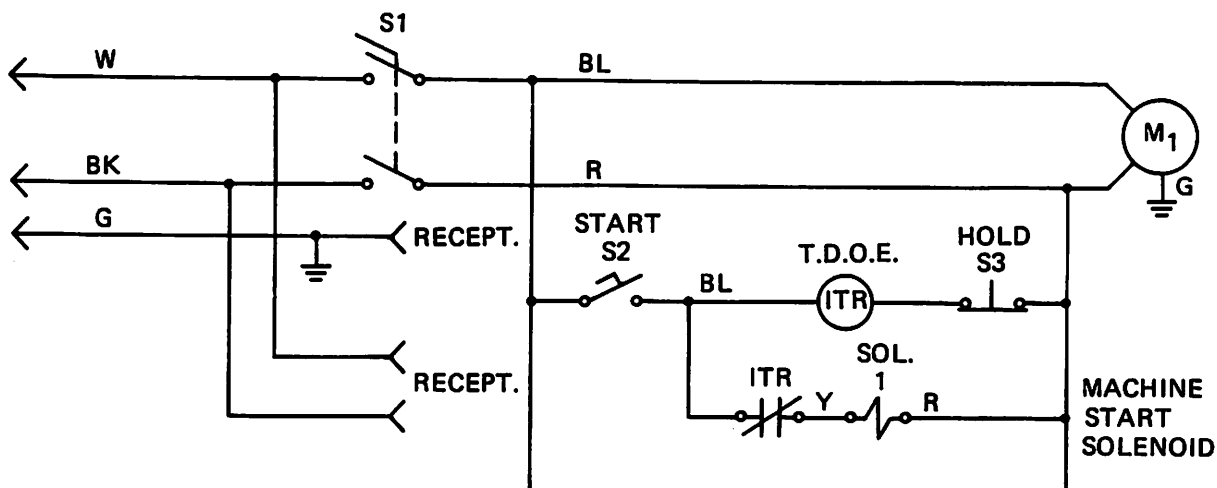 S1
W
BL
M1
BK
R
G
G
RECEPT.
START
S2
T.D.O.E.
HOLD
S3
BL
ITR
RECEPT.
ITR
Y
SOL.
1
R
MACHINE
START
SOLENOID